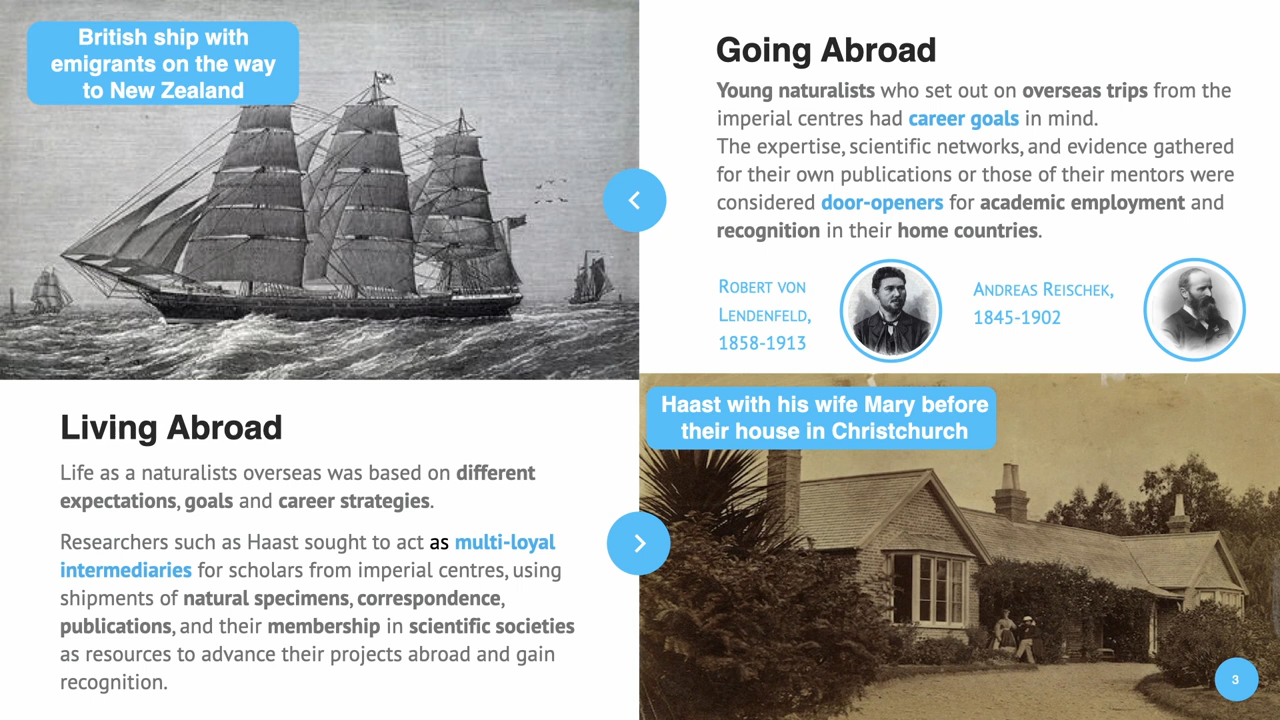 British ship with
emigrants on the way
to New Zealand
Going Abroad
Young naturalists who set out on overseas trips from the
imperial centres had career goals in mind.
The expertise, scientific networks, and evidence gathered
for their own publications or those of their mentors were
considered door-openers for academic employment and
recognition in their home countries.
Robert von
Lendenfeld,
1858-1913
Andreas Reischek,
1845-1902
Living Abroad
Life as a naturalists overseas was based on different
expectations, goals and career strategies.
Researchers such as Haast sought to act as multi-loyal
intermediaries for scholars from imperial centres, using
shipments of natural specimens, correspondence,
publications, and their membership in scientific societies
as resources to advance their projects abroad and gain
recognition.
Haast with his wife Mary before
their house in Christchurch
3